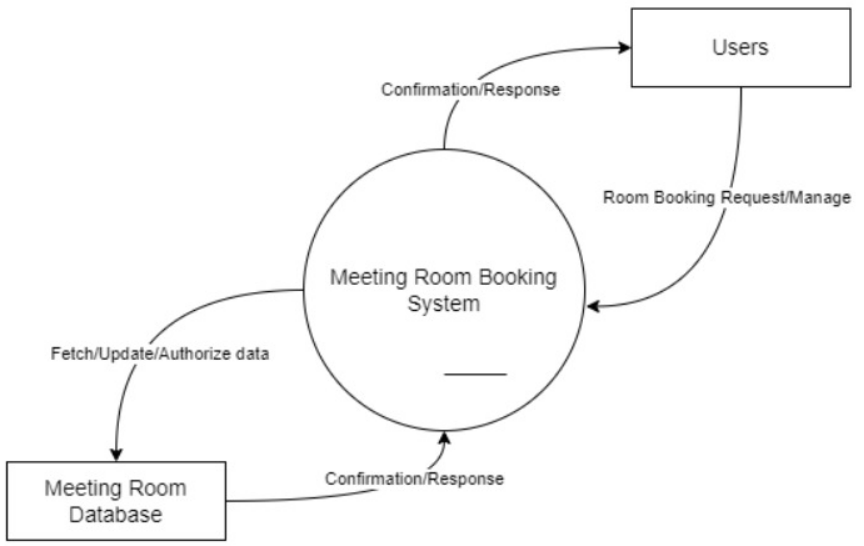 Users
Confirmation/Response
Room Booking Request/Manage
Meeting Room Booking
System
Fetch/Update/Authorize data
Confirmation/Response
Meeting Room
Database